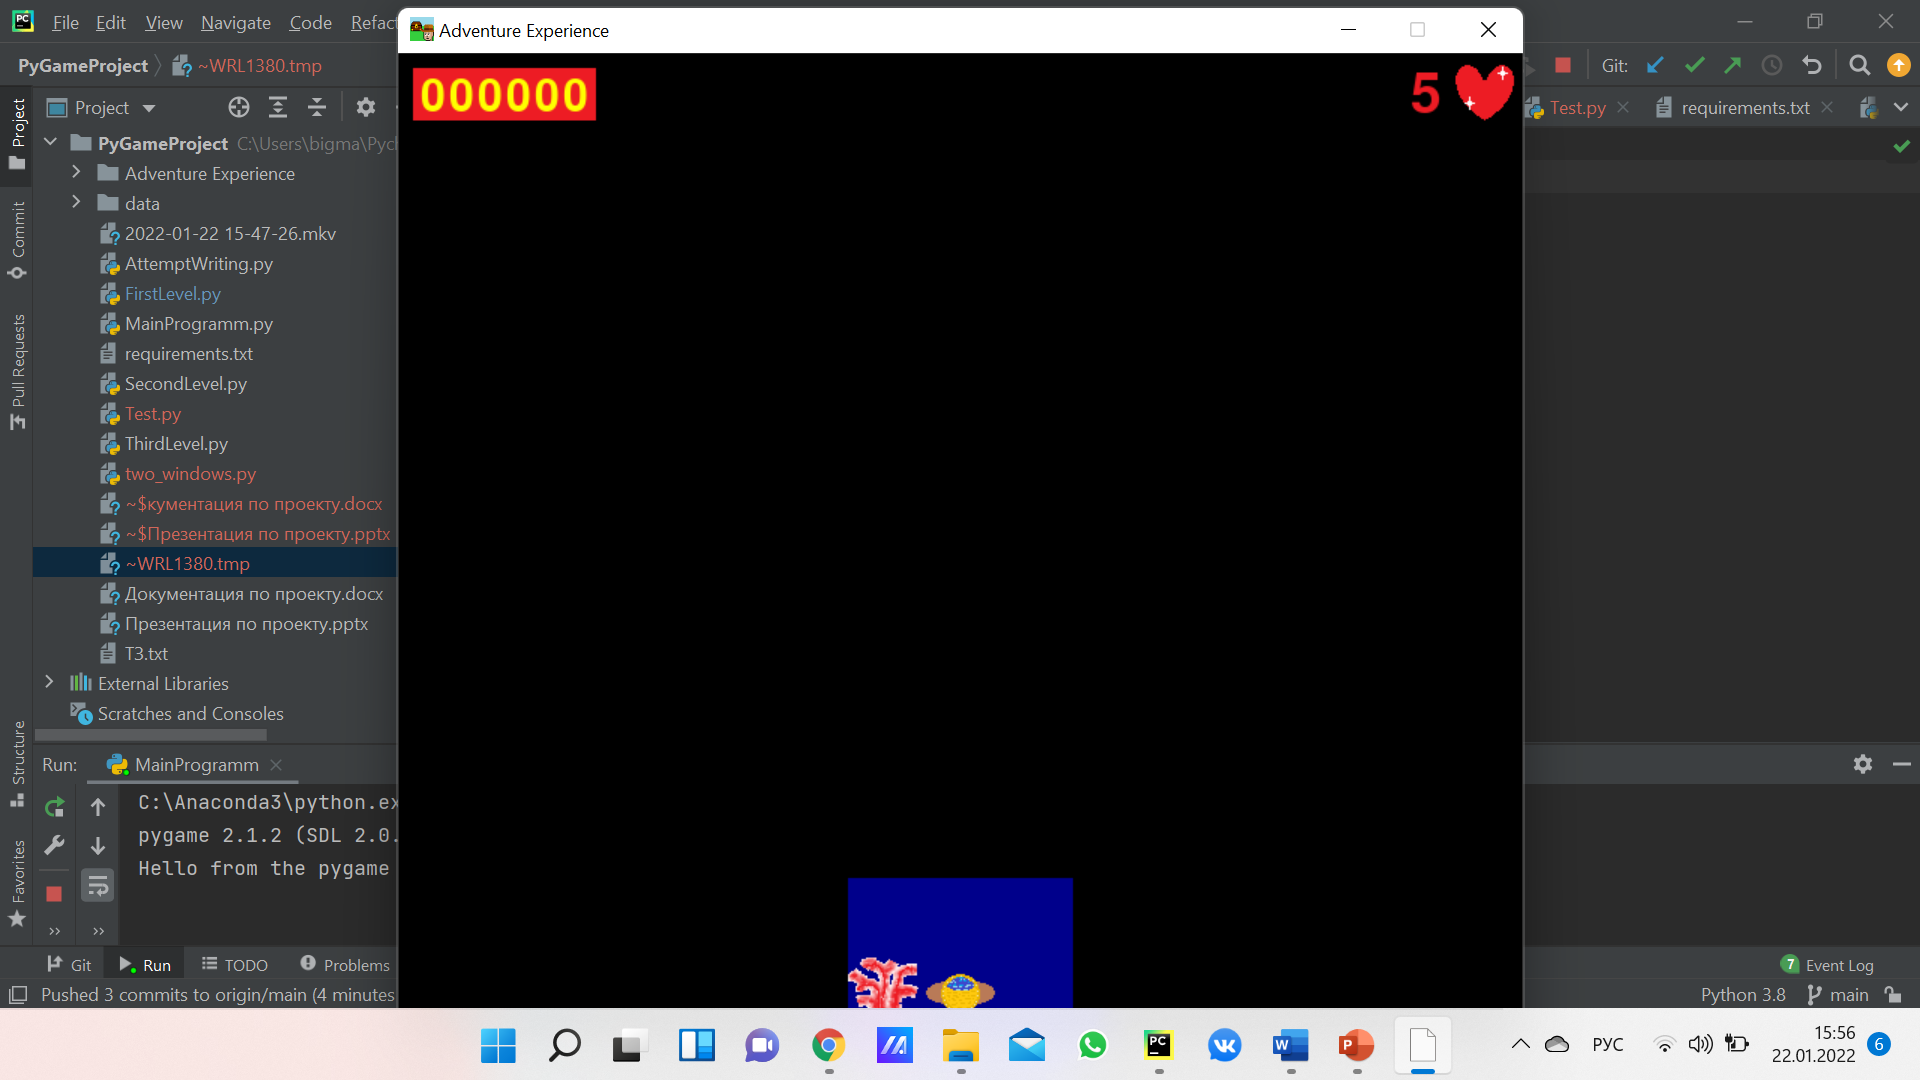 File Edit View Navigate Code Refac
Adventure Experience
PyGameProject ~WRL1380.tmp
Git:
Project
000000
5
Test.py
requirements.txt
Project
Commit
Pull Requests
Structure
Favorites
PyGameProject C:\Users\bigma\Pyc
Adventure Experience
data
2022-01-22 15-47-26.mkv
AttemptWriting.py
FirstLevel.py
MainProgramm.py
requirements.txt
SecondLevel.py
Test.py
ThirdLevel.py
two_windows.py
~$кументация по проекту.docx
~$Презентация по проекту.pptx
~WRL1380.tmp
Документация по проекту.docx
Презентация по проекту.pptx
ТЗ.txt
External Libraries
Scratches and Consoles
Run: MainProgramm
C:\Anaconda3\python.ex
pygame 2.1.2 (SDL 2.0.
Hello from the pygame
Git Run TODO Problems
7 Event Log
Pushed 3 commits to origin/main (4 minutes
Python 3.8 main
РУС
15:56
22.01.2022
6